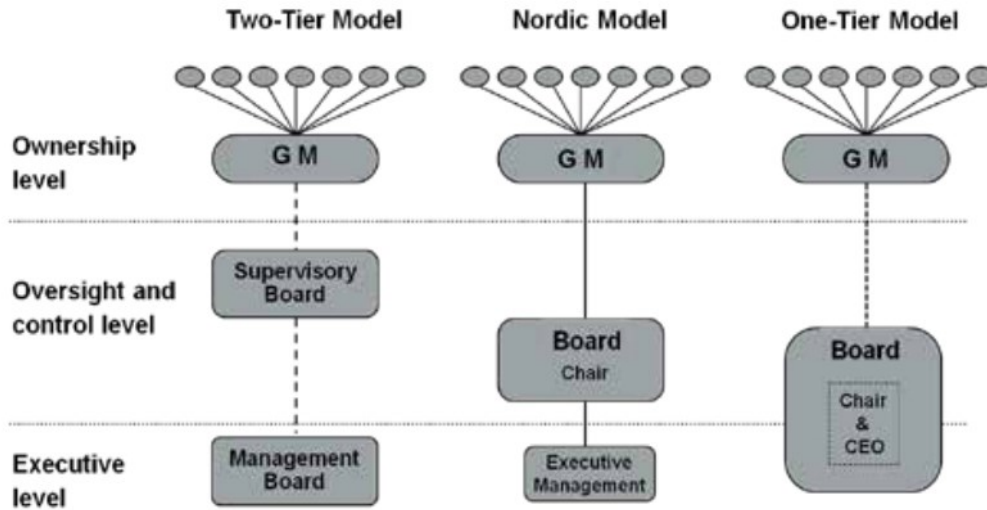 Two-Tier Model
Nordic Model
One-Tier Model
Ownership
level
G M
G M
G M
Oversight and
control level
Supervisory
Board
Board
Chair
Board
Chair
&
CEO
Executive
level
Management
Board
Executive
Management